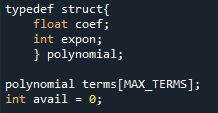 typedef struct{
    float coef;
    int expon;
    } polynomial;

polynomial terms[MAX_TERMS];
int avail = 0;